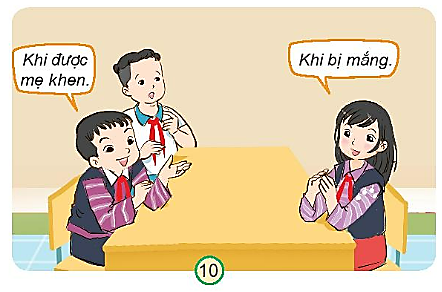 Khi được
mẹ khen.
Khi bị mắng.
10